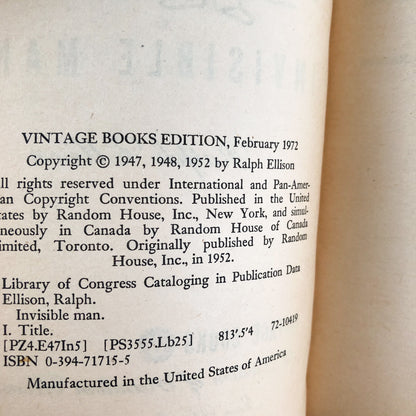 INVISIBLE MAN
VINTAGE BOOKS EDITION, February 1972
Copyright © 1947, 1948, 1952 by Ralph Ellison
ll rights reserved under International and Pan-Amer-
an Copyright Conventions. Published in the United
tates by Random House, Inc., New York, and simul-
neously in Canada by Random House of Canada
imited, Toronto. Originally published by Random
House, Inc., in 1952.
Library of Congress Cataloging in Publication Data
Ellison, Ralph.
Invisible man.
I. Title.
[PZ4.E47In5] [PS3555.Lb25] 813'.5'4 72-10419
ISBN 0-394-71715-5
Manufactured in the United States of America